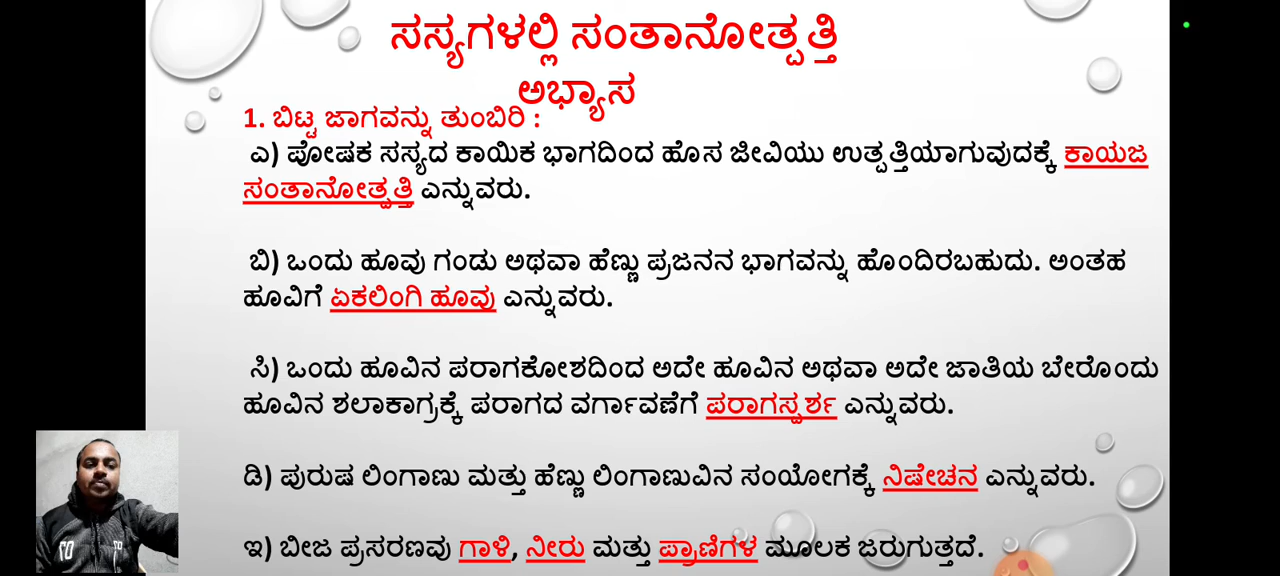 ಸಸ್ಯಗಳಲ್ಲಿ ಸಂತಾನೋತ್ಪತ್ತಿ
ಅಭ್ಯಾಸ
1. ಬಿಟ್ಟ ಜಾಗವನ್ನು ತುಂಬಿರಿ :
ಎ) ಪೋಷಕ ಸಸ್ಯದ ಕಾಯಿಕ ಭಾಗದಿಂದ ಹೊಸ ಜೀವಿಯು ಉತ್ಪತ್ತಿಯಾಗುವುದಕ್ಕೆ ಕಾಯಜ
ಸಂತಾನೋತ್ಪತ್ತಿ ಎನ್ನುವರು.
ಬಿ) ಒಂದು ಹೂವು ಗಂಡು ಅಥವಾ ಹೆಣ್ಣು ಪ್ರಜನನ ಭಾಗವನ್ನು ಹೊಂದಿರಬಹುದು. ಅಂತಹ
ಹೂವಿಗೆ ಏಕಲಿಂಗಿ ಹೂವು ಎನ್ನುವರು.
ಸಿ) ಒಂದು ಹೂವಿನ ಪರಾಗಕೋಶದಿಂದ ಅದೇ ಹೂವಿನ ಅಥವಾ ಅದೇ ಜಾತಿಯ ಬೇರೊಂದು
ಹೂವಿನ ಶಲಾಕಾಗ್ರಕ್ಕೆ ಪರಾಗದ ವರ್ಗಾವಣೆಗೆ ಪರಾಗಸ್ಪರ್ಶ ಎನ್ನುವರು.
ಡಿ) ಪುರುಷ ಲಿಂಗಾಣು ಮತ್ತು ಹೆಣ್ಣು ಲಿಂಗಾಣುವಿನ ಸಂಯೋಗಕ್ಕೆ ನಿಷೇಚನ ಎನ್ನುವರು.
ಇ) ಬೀಜ ಪ್ರಸರಣವು ಗಾಳಿ, ನೀರು ಮತ್ತು ಪ್ರಾಣಿಗಳ ಮೂಲಕ ಜರುಗುತ್ತದೆ.